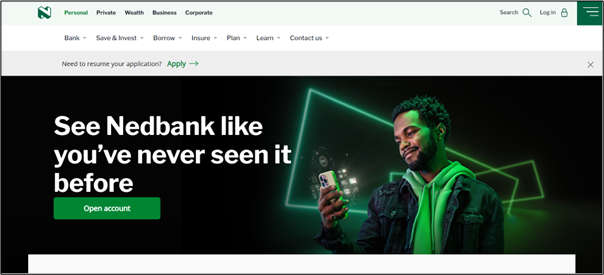 Personal Private Wealth Business Corporate Search Log in
Bank Save & Invest Borrow Insure Plan Learn Contact us
Need to resume your application? Apply →
See Nedbank like
you’ve never seen it
before
Open account